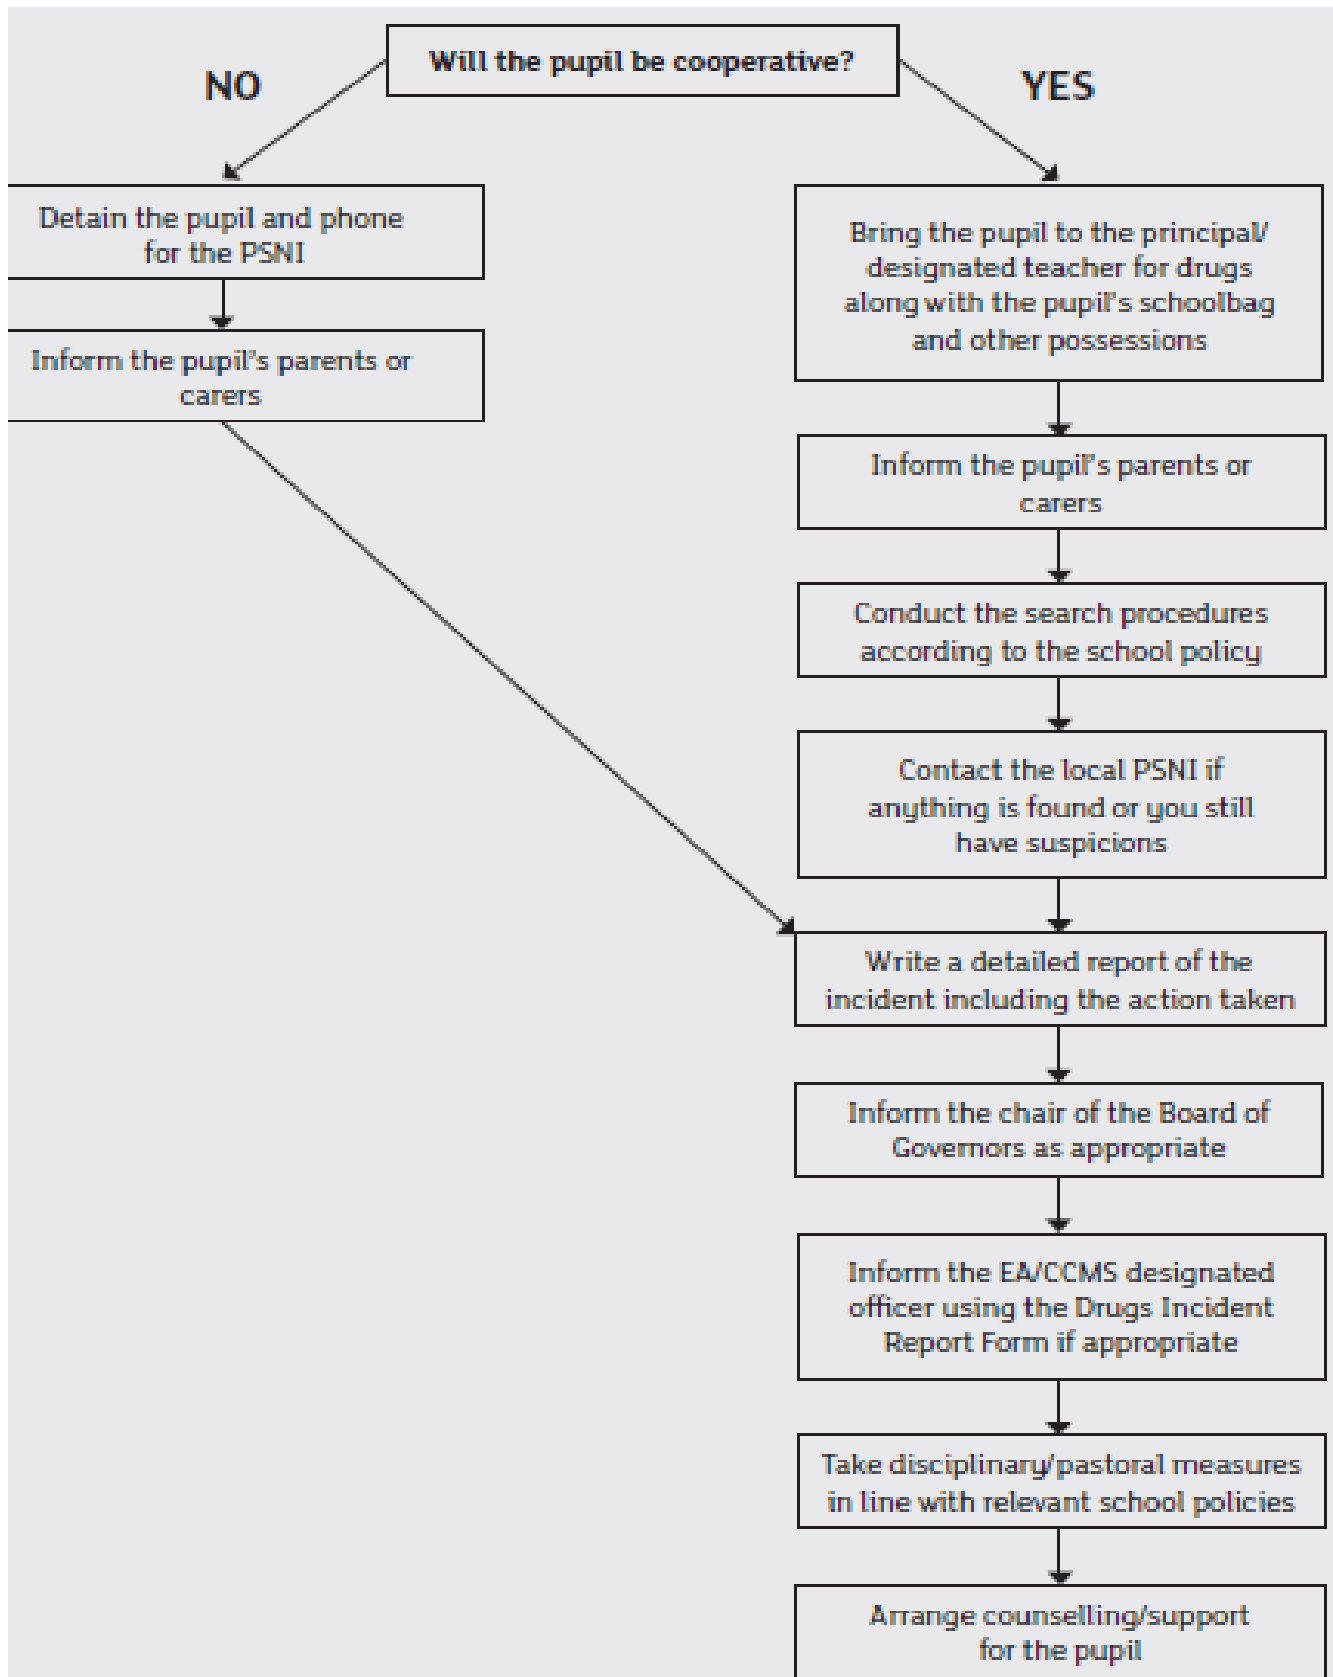 Will the pupil be cooperative?
NO
YES
Detain the pupil and phone
for the PSNI
Inform the pupil's parents or
carers
Bring the pupil to the principal/
designated teacher for drugs
along with the pupil's schoolbag
and other possessions
Inform the pupil's parents or
carers
Conduct the search procedures
according to the school policy
Contact the local PSNI if
anything is found or you still
have suspicions
Write a detailed report of the
incident including the action taken
Inform the chair of the Board of
Governors as appropriate
Inform the EA/CCMS designated
officer using the Drugs Incident
Report Form if appropriate
Take disciplinary/pastoral measures
in line with relevant school policies
Arrange counselling/support
for the pupil